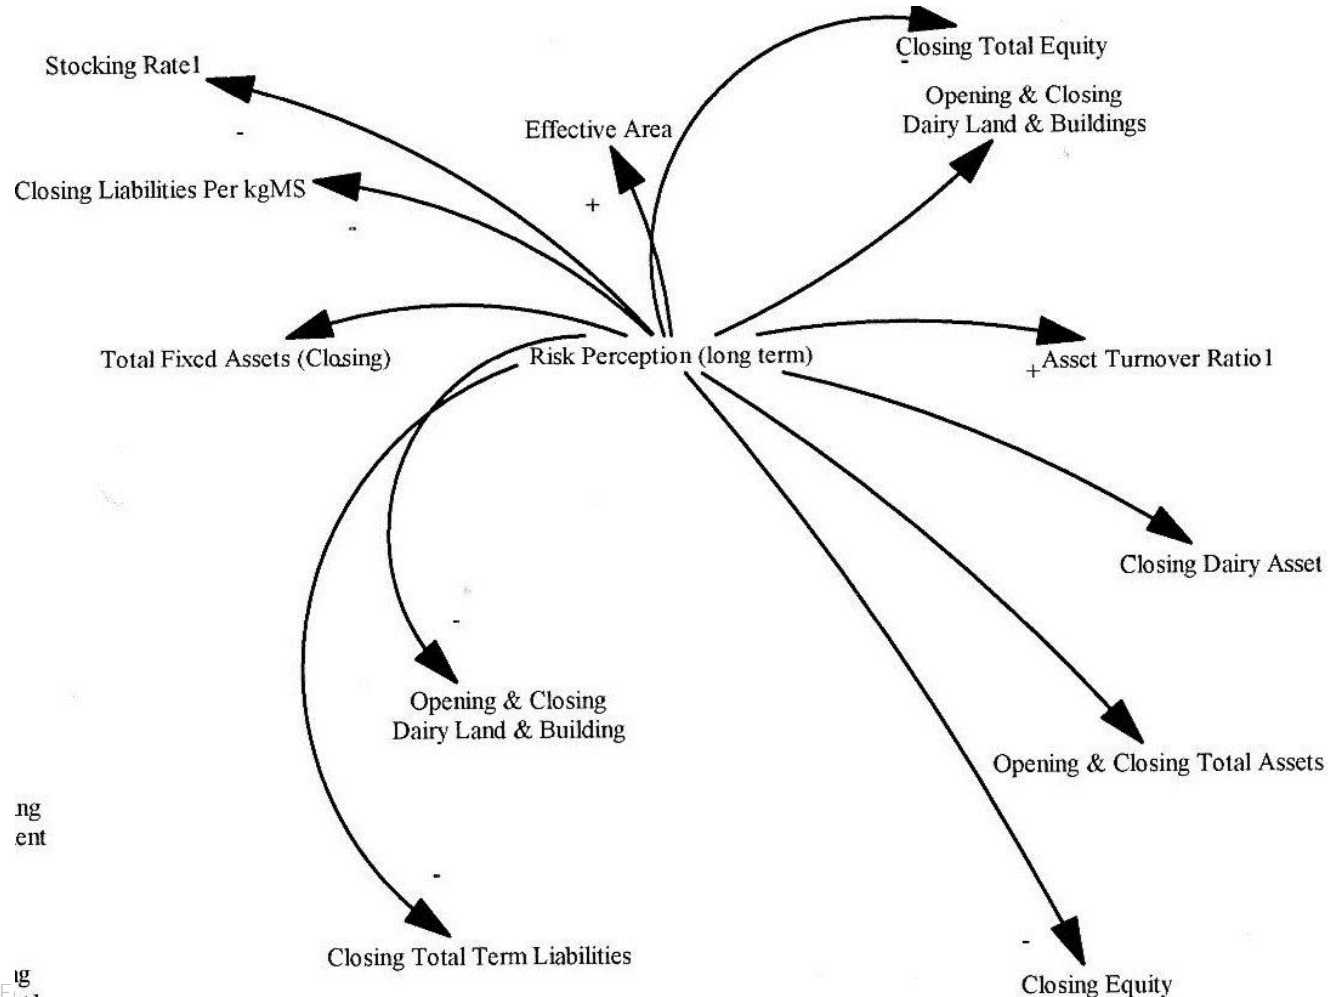 Closing Total Equity
-
Stocking Rate1
-
Opening & Closing
Dairy Land & Buildings
Effective Area
+
Closing Liabilities Per kgMS
-
Total Fixed Assets (Closing)
Risk Perception (long term)
+
Asset Turnover Ratio1
Closing Dairy Asset
-
Opening & Closing
Dairy Land & Building
Opening & Closing Total Assets
ng
ent
-
Closing Total Term Liabilities
-
Closing Equity